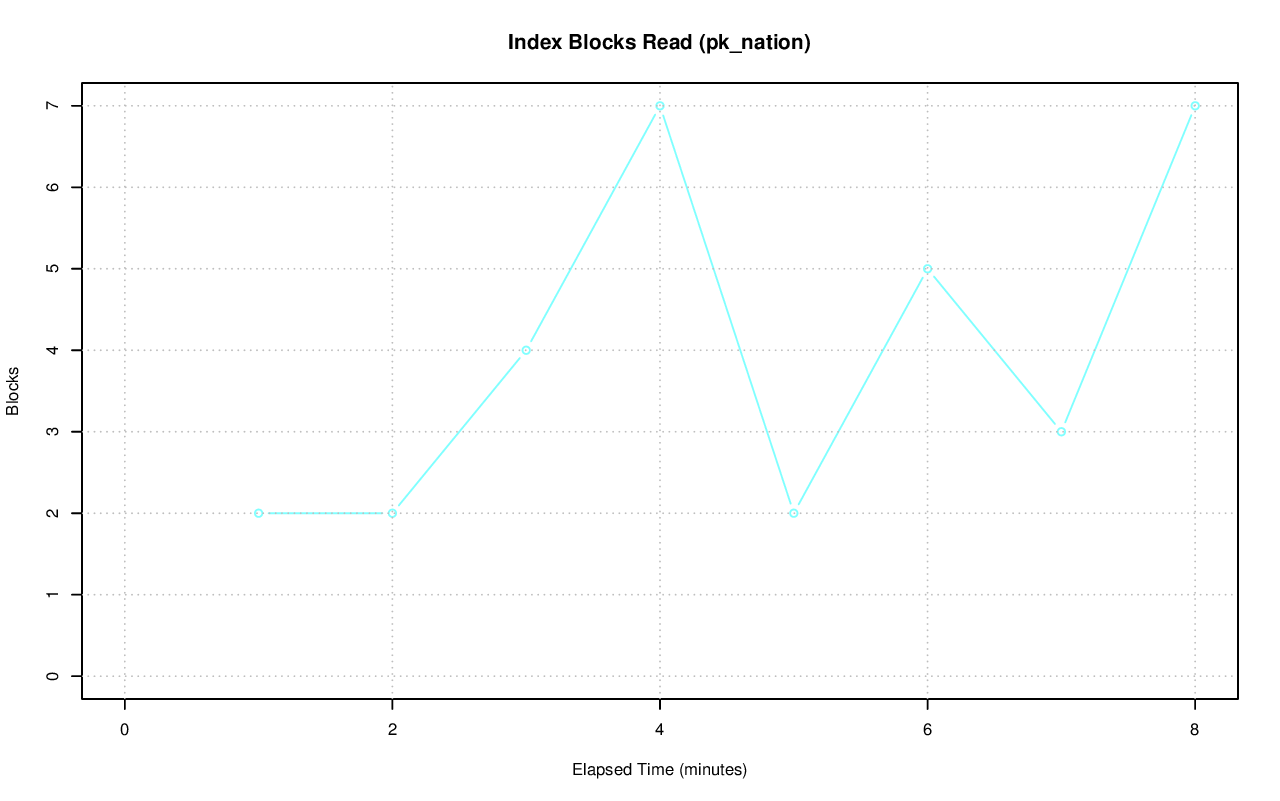 Index Blocks Read (pk_nation)
7
6
5
4
3
2
1
0
Blocks
0 2 4 6 8
Elapsed Time (minutes)